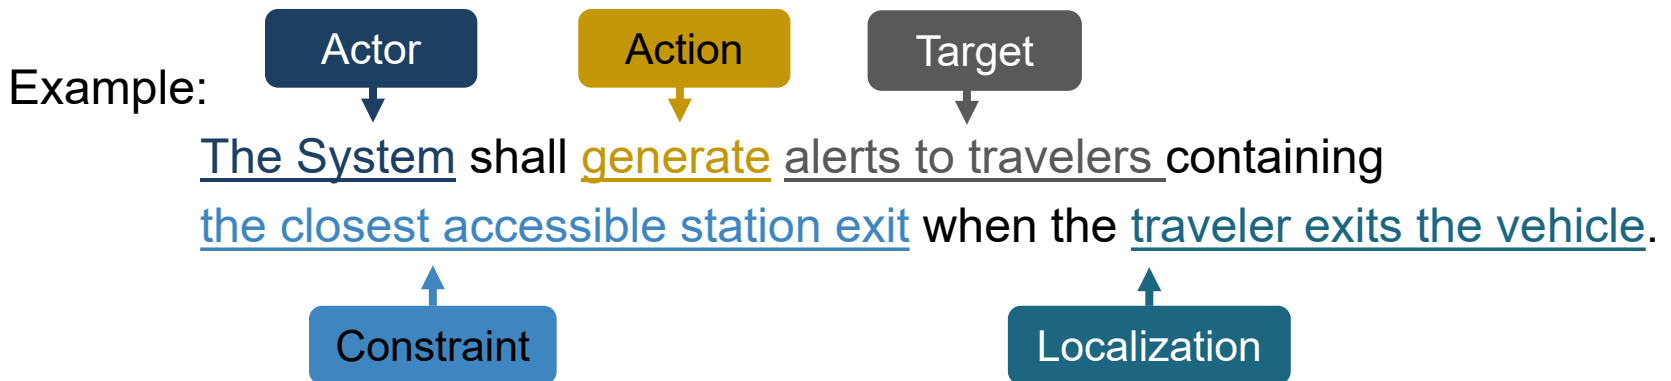 Actor
Action
Target
Example:
The System shall generate alerts to travelers containing
the closest accessible station exit when the traveler exits the vehicle.
Constraint
Localization